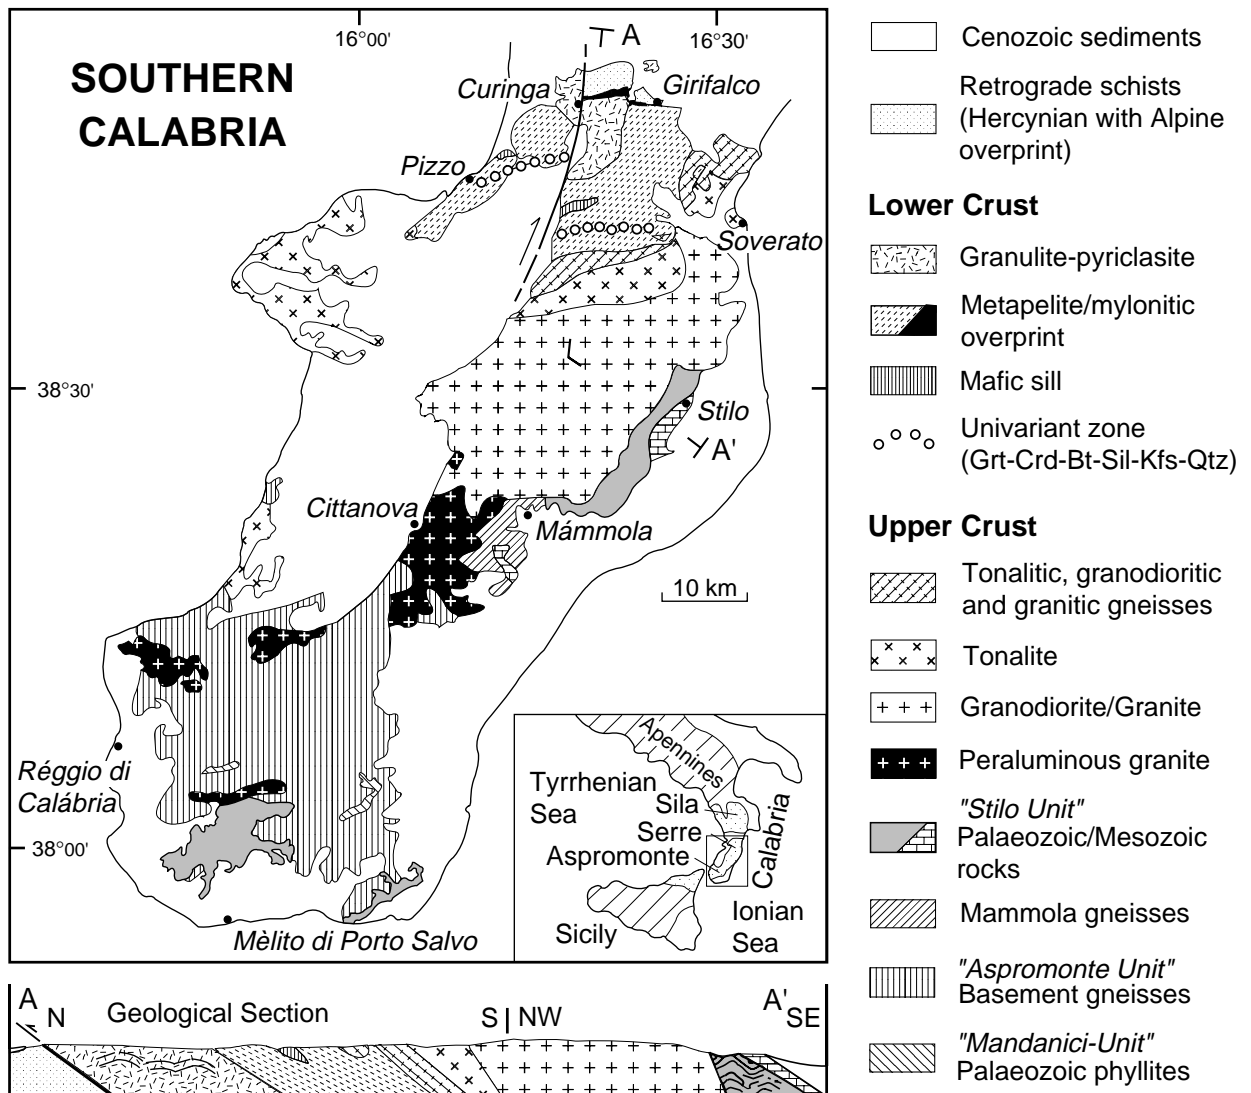 SOUTHERN
CALABRIA
16°00'
A
16°30'
Curinga
Girifalco
Pizzo
Soverato
38°30'
Stilo
A'
Cittanova
Mámmola
10 km
Réggio di
Calábria
38°00'
Mèlito di Porto Salvo
Apennines
Tyrrhenian
Sea
Sila
Serre
Aspromonte
Calabria
Ionian
Sea
Sicily
A
N
Geological Section
S
NW
A'
SE
Cenozoic sediments
Retrograde schists
(Hercynian with Alpine
overprint)
Lower Crust
Granulite-pyriclasite
Metapelite/mylonitic
overprint
Mafic sill
Univariant zone
(Grt-Crd-Bt-Sil-Kfs-Qtz)
Upper Crust
Tonalitic, granodioritic
and granitic gneisses
Tonalite
Granodiorite/Granite
Peraluminous granite
"Stilo Unit"
Palaeozoic/Mesozoic
rocks
Mammola gneisses
"Aspromonte Unit"
Basement gneisses
"Mandanici-Unit"
Palaeozoic phyllites